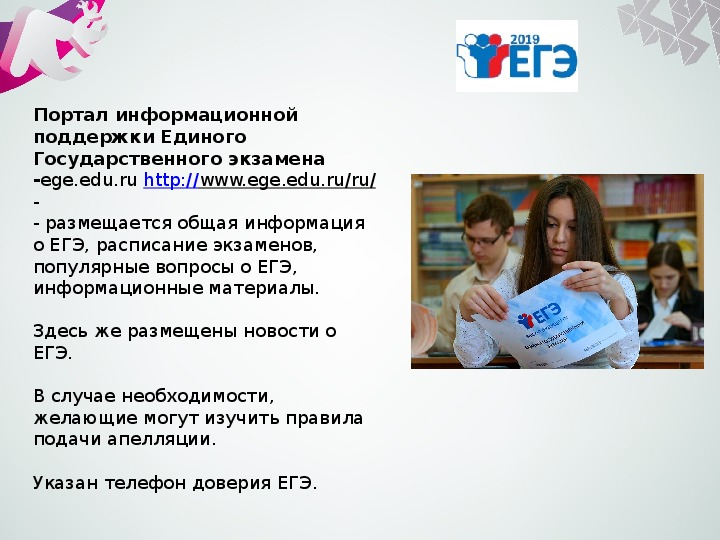 2019
ЕГЭ
Портал информационной
поддержки Единого
Государственного экзамена
-ege.edu.ru http://www.ege.edu.ru/ru/
-
- размещается общая информация
о ЕГЭ, расписание экзаменов,
популярные вопросы о ЕГЭ,
информационные материалы.
Здесь же размещены новости о
ЕГЭ.
В случае необходимости,
желающие могут изучить правила
подачи апелляции.
Указан телефон доверия ЕГЭ.
ЕГЭ